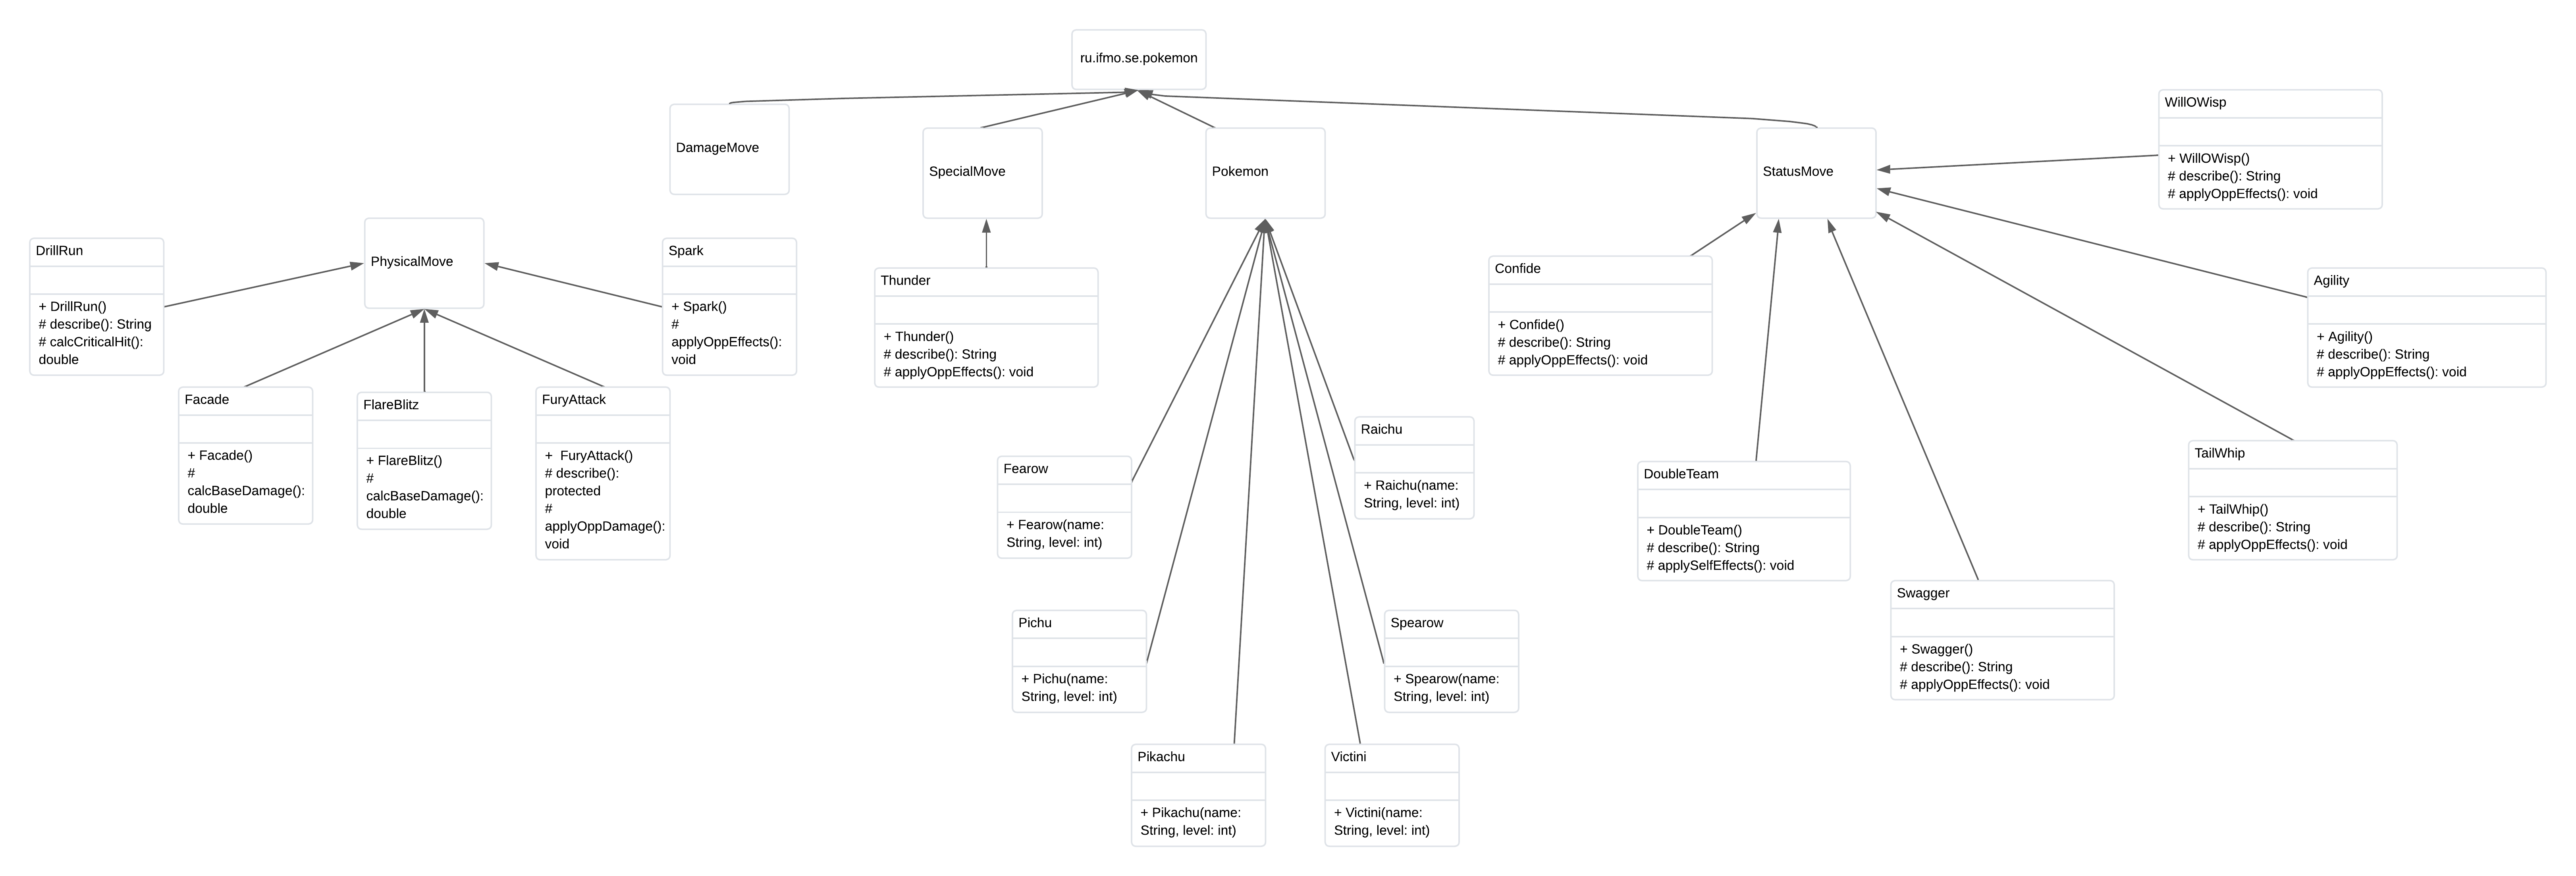 ru.ifmo.se.pokemon
DamageMove
SpecialMove
Pokemon
StatusMove
WillOWisp
+ WillOWisp()
# describe(): String
# applyOppEffects(): void
DrillRun
+ DrillRun()
# describe(): String
# calcCriticalHit():
double
PhysicalMove
Spark
+ Spark()
#
applyOppEffects():
void
Thunder
+ Thunder()
# describe(): String
# applyOppEffects(): void
Confide
+ Confide()
# describe(): String
# applyOppEffects(): void
Agility
+ Agility()
# describe(): String
# applyOppEffects(): void
Facade
+ Facade()
#
calcBaseDamage():
double
FlareBlitz
+ FlareBlitz()
#
calcBaseDamage():
double
FuryAttack
+  FuryAttack()
# describe():
protected
#
applyOppDamage():
void
Fearow
+ Fearow(name:
String, level: int)
Raichu
+ Raichu(name:
String, level: int)
DoubleTeam
+ DoubleTeam()
# describe(): String
# applySelfEffects(): void
TailWhip
+ TailWhip()
# describe(): String
# applyOppEffects(): void
Swagger
+ Swagger()
# describe(): String
# applyOppEffects(): void
Pichu
+ Pichu(name:
String, level: int)
Spearow
+ Spearow(name:
String, level: int)
Pikachu
+ Pikachu(name:
String, level: int)
Victini
+ Victini(name:
String, level: int)